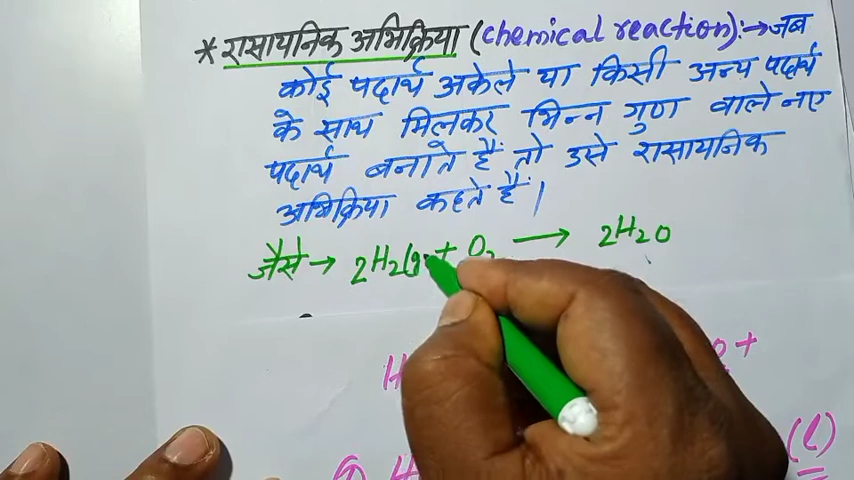 * रासायनिक अभिक्रिया (chemical reaction):→ जब
कोई पदार्थ अकेले या किसी अन्य पदार्थ
के साथ मिलकर भिन्न गुण वाले नए
पदार्थ बनाते हैं तो उसे रासायनिक
अभिक्रिया कहते हैं।
जैसे → 2H₂(g + O₂ → 2H₂O
H +
(l)